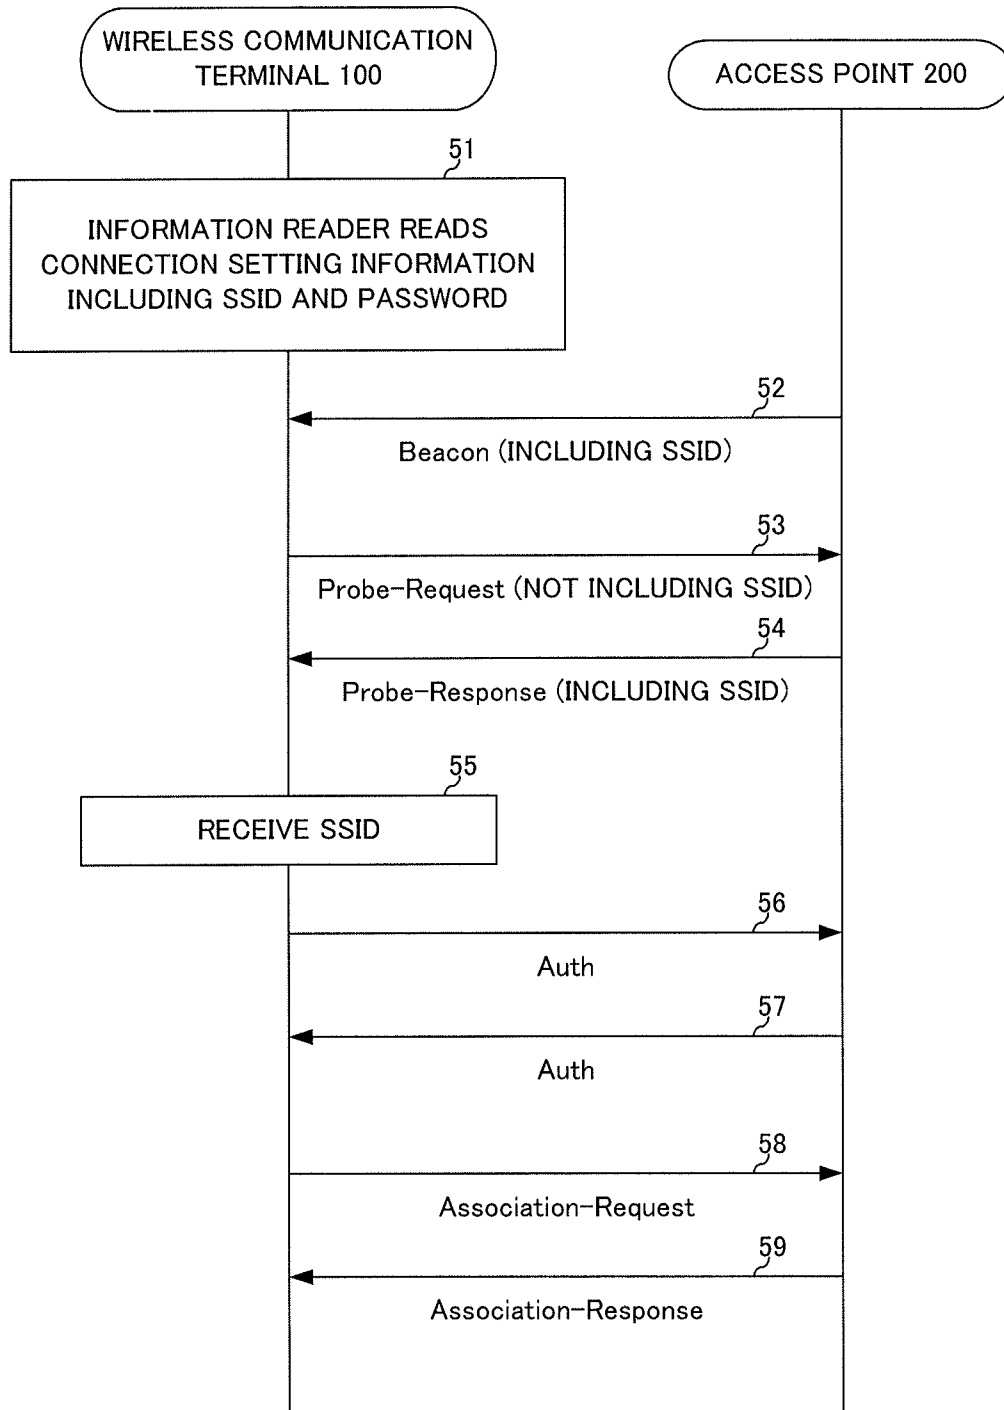 WIRELESS COMMUNICATION
TERMINAL 100
ACCESS POINT 200
51
INFORMATION READER READS
CONNECTION SETTING INFORMATION
INCLUDING SSID AND PASSWORD
52
Beacon (INCLUDING SSID)
53
Probe-Request (NOT INCLUDING SSID)
54
Probe-Response (INCLUDING SSID)
55
RECEIVE SSID
56
Auth
57
Auth
58
Association-Request
59
Association-Response